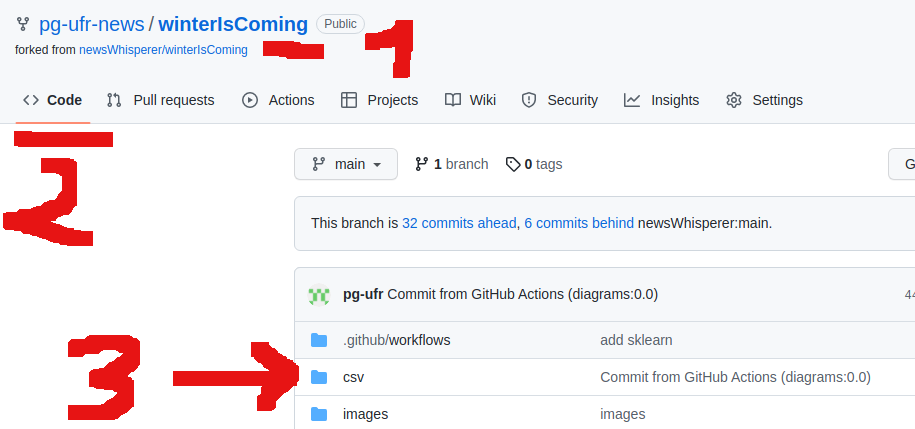 pg-ufr-news / winterIsComing Public
forked from newsWhisperer/winterIsComing
1
Code Pull requests Actions Projects Wiki Security Insights Settings
2
main 1 branch 0 tags G
This branch is 32 commits ahead, 6 commits behind newsWhisperer:main.
pg-ufr Commit from GitHub Actions (diagrams:0.0) 44
.github/workflows add sklearn
3
csv Commit from GitHub Actions (diagrams:0.0)
images images